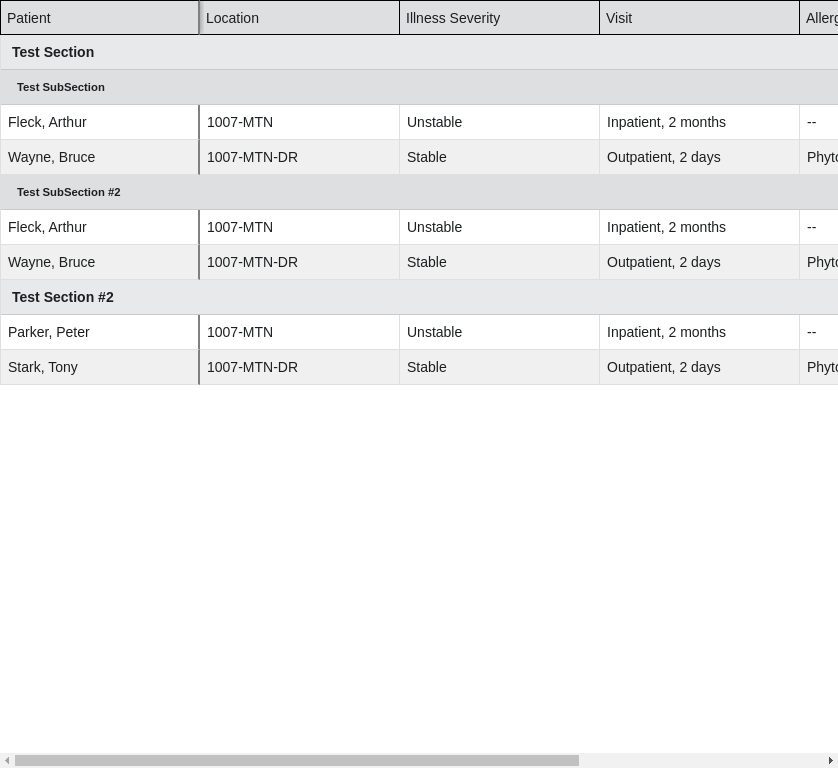 Patient Location Illness Severity Visit Allerg
Test Section
Test SubSection
Fleck, Arthur 1007-MTN Unstable Inpatient, 2 months --
Wayne, Bruce 1007-MTN-DR Stable Outpatient, 2 days Phyto
Test SubSection #2
Fleck, Arthur 1007-MTN Unstable Inpatient, 2 months --
Wayne, Bruce 1007-MTN-DR Stable Outpatient, 2 days Phyto
Test Section #2
Parker, Peter 1007-MTN Unstable Inpatient, 2 months --
Stark, Tony 1007-MTN-DR Stable Outpatient, 2 days Phyto